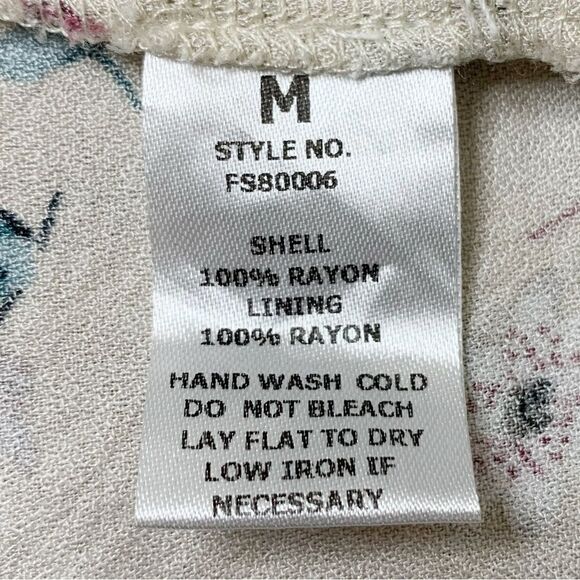 M
STYLE NO.
FS80006
SHELL
100% RAYON
LINING
100% RAYON
HAND WASH COLD
DO NOT BLEACH
LAY FLAT TO DRY
LOW IRON IF
NECESSARY